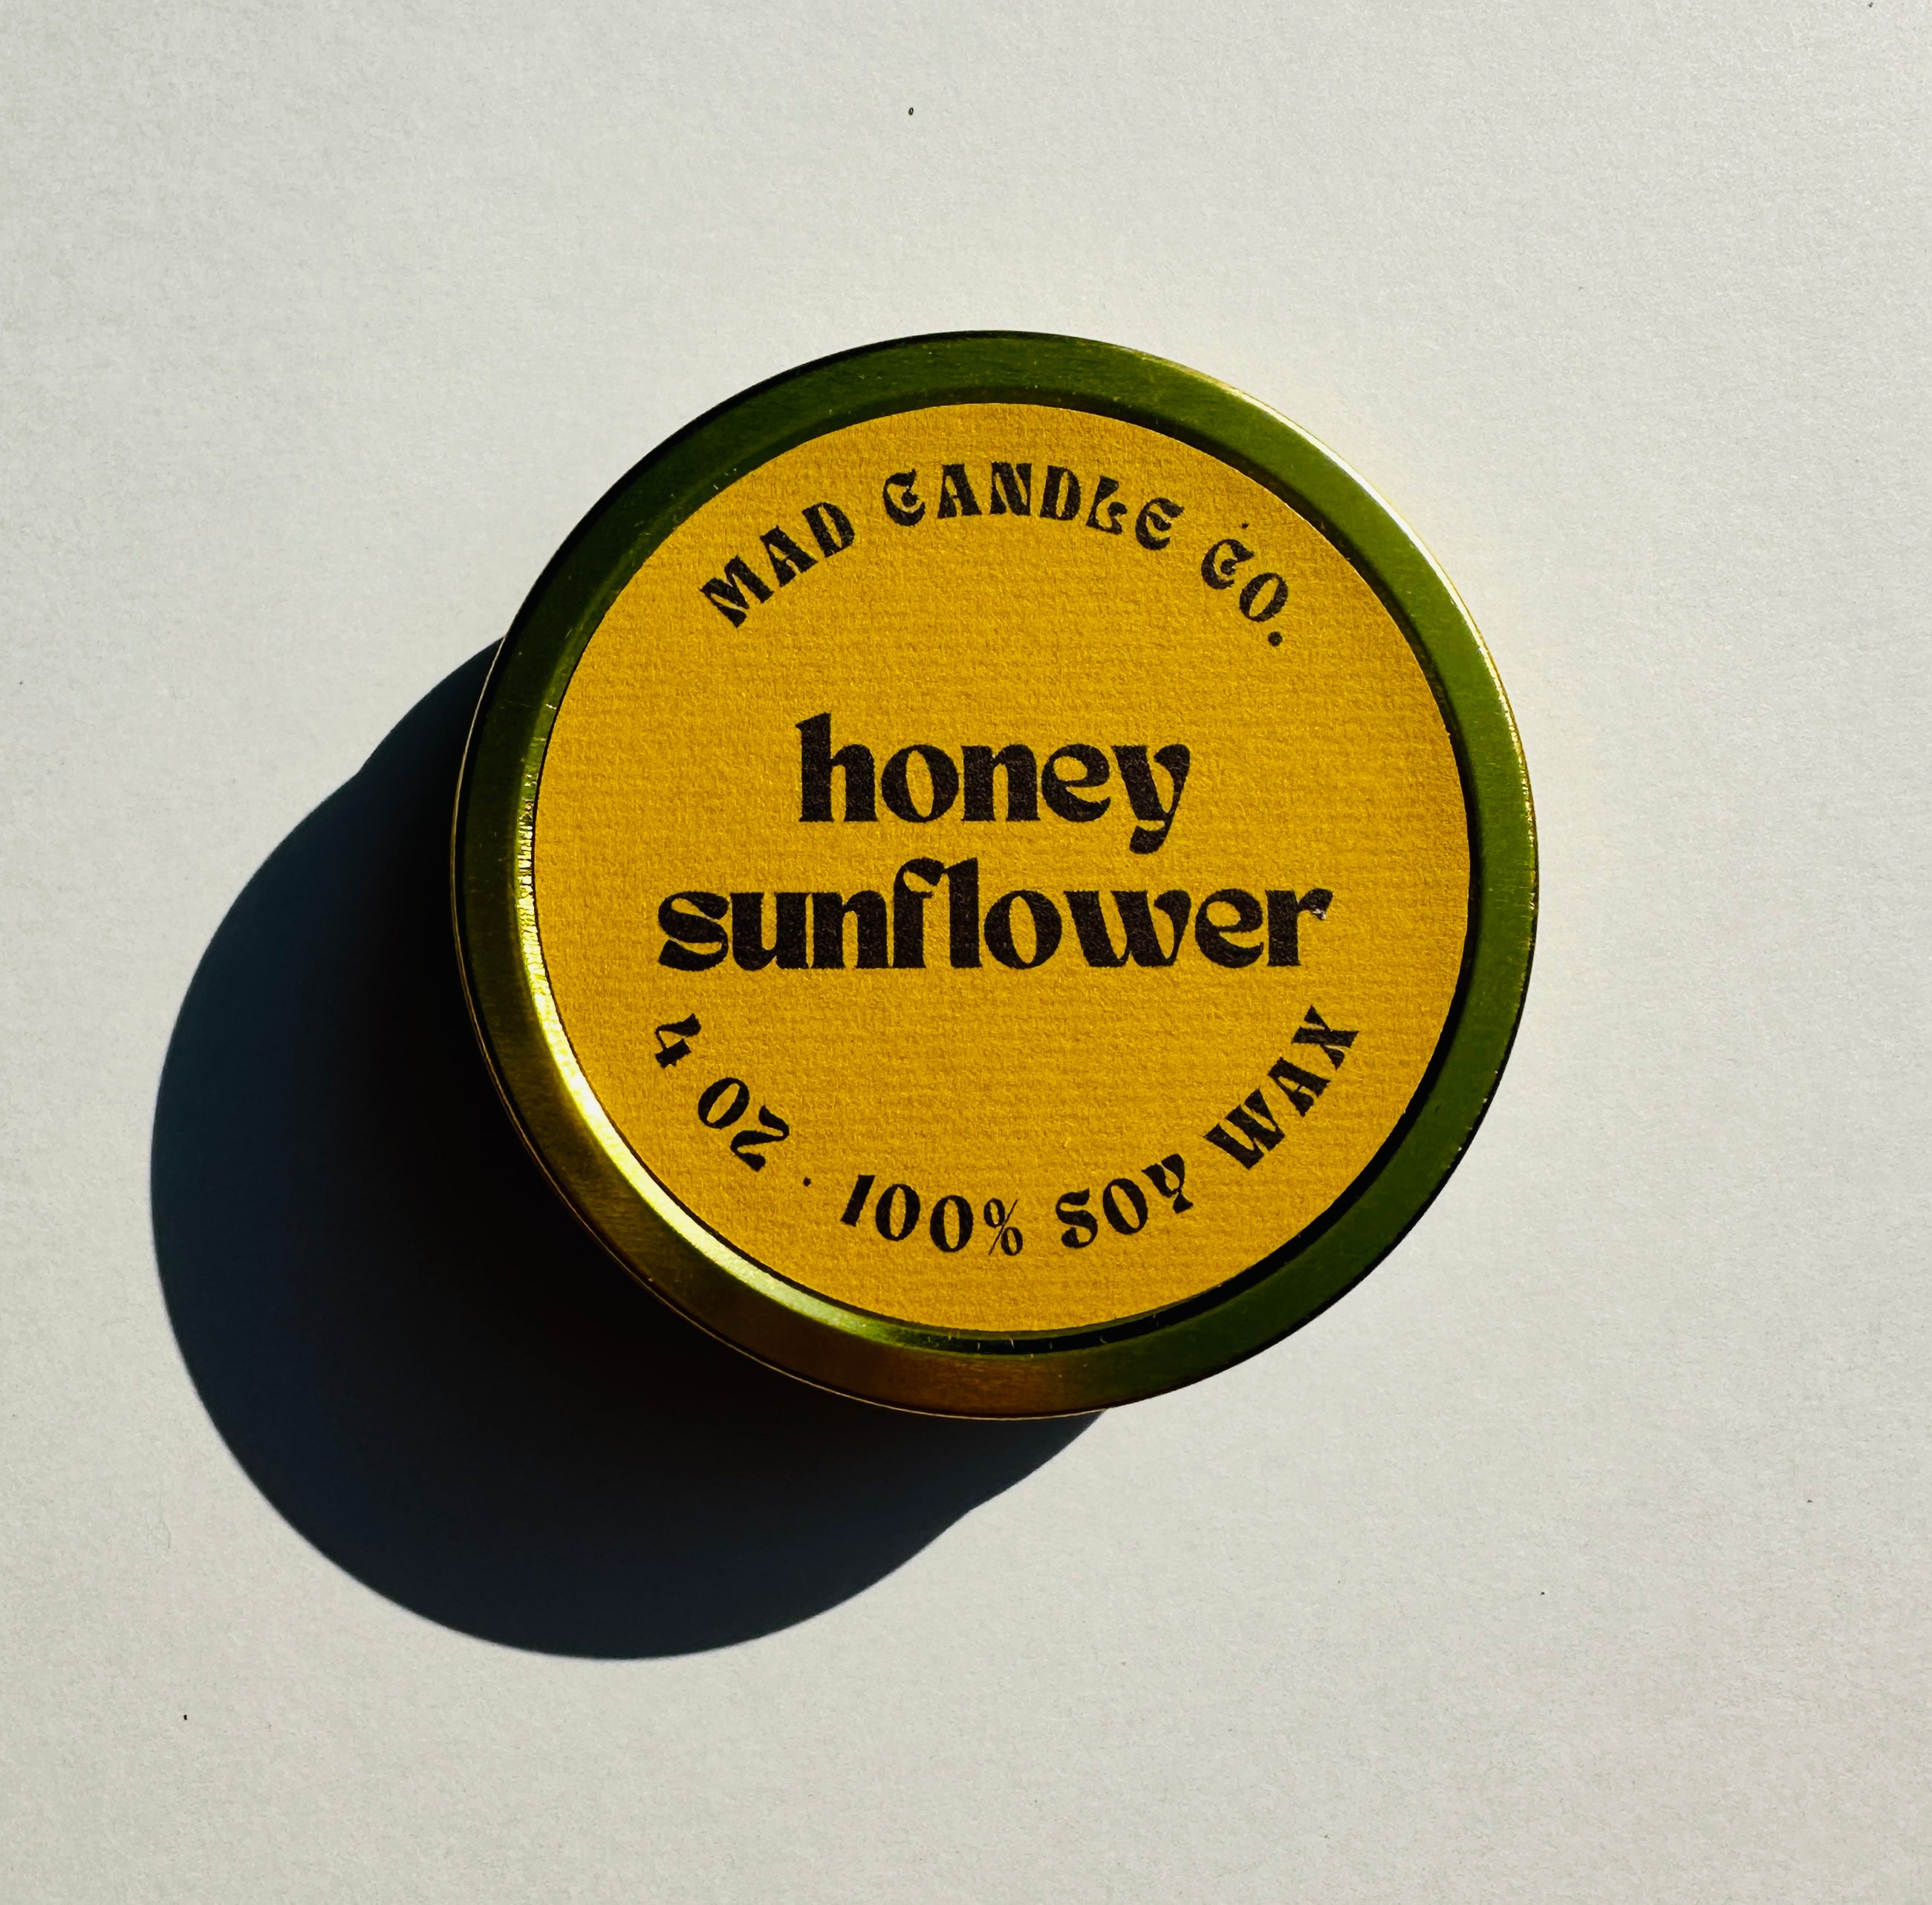 MAD CANDLE CO.
honey
sunflower
4 OZ · 100% SOY WAX